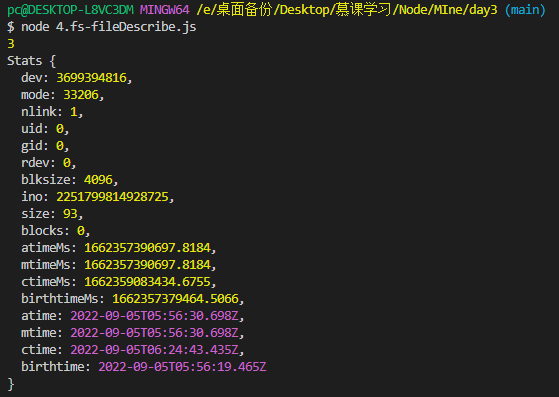 pc@DESKTOP-L8VC3DM MINGW64 /e/桌面备份/Desktop/慕课学习/Node/MIne/day3 (main)
$ node 4.fs-fileDescribe.js
3
Stats {
  dev: 3699394816,
  mode: 33206,
  nlink: 1,
  uid: 0,
  gid: 0,
  rdev: 0,
  blksize: 4096,
  ino: 2251799814928725,
  size: 93,
  blocks: 0,
  atimeMs: 1662357390697.8184,
  mtimeMs: 1662357390697.8184,
  ctimeMs: 1662359083434.6755,
  birthtimeMs: 1662357379464.5066,
  atime: 2022-09-05T05:56:30.698Z,
  mtime: 2022-09-05T05:56:30.698Z,
  ctime: 2022-09-05T06:24:43.435Z,
  birthtime: 2022-09-05T05:56:19.465Z
}